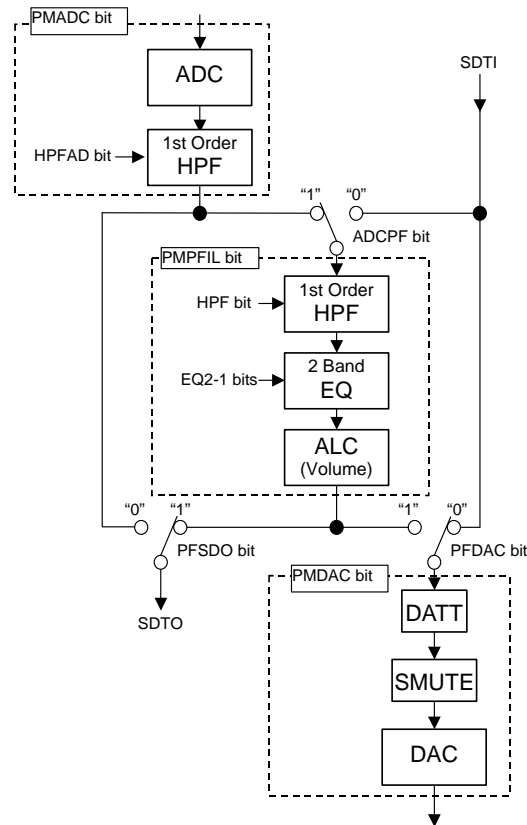 PMADC bit
ADC
SDTI
1st Order
HPF
HPFAD bit
“1”
“0”
ADCPF bit
PMPFIL bit
1st Order
HPF
HPF bit
2 Band
EQ
EQ2-1 bits
ALC
(Volume)
“0”
“1”
“1”
“0”
PFSDO bit
PFDAC bit
SDTO
PMDAC bit
DATT
SMUTE
DAC